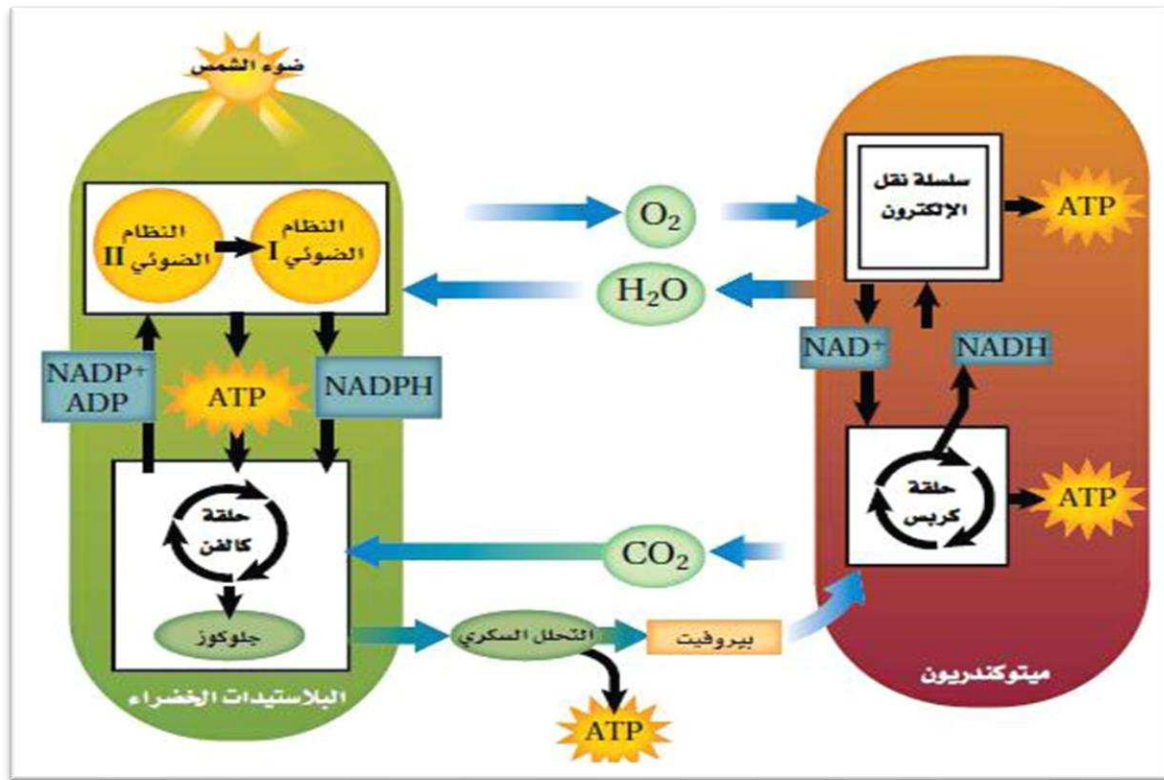 ضوء الشمس
النظام
الضوئي II
النظام
الضوئي I
NADP+
ADP
ATP
NADPH
حلقة
كالفن
جلوكوز
البلاستيدات الخضراء
O₂
H₂O
CO₂
التحلل السكري
بيروفيت
ATP
سلسلة نقل
الإلكترون
ATP
NAD+
NADH
حلقة
كربس
ATP
ميتوكندريون